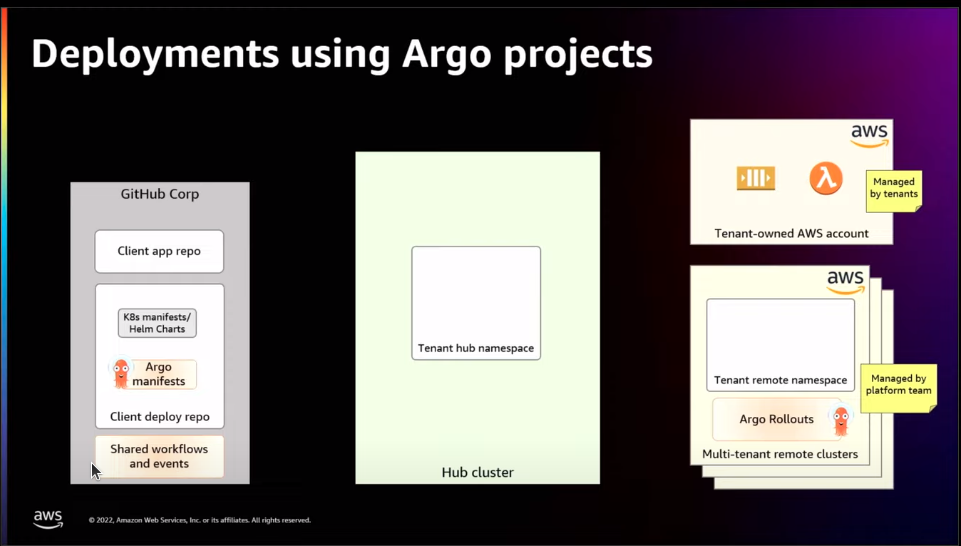 Deployments using Argo projects
GitHub Corp
Client app repo
K8s manifests/
Helm Charts
Argo
manifests
Client deploy repo
Shared workflows
and events
Tenant hub namespace
Hub cluster
aws
Managed
by tenants
Tenant-owned AWS account
aws
Tenant remote namespace
Managed by
platform team
Argo Rollouts
Multi-tenant remote clusters
aws
© 2022, Amazon Web Services, Inc. or its affiliates. All rights reserved.